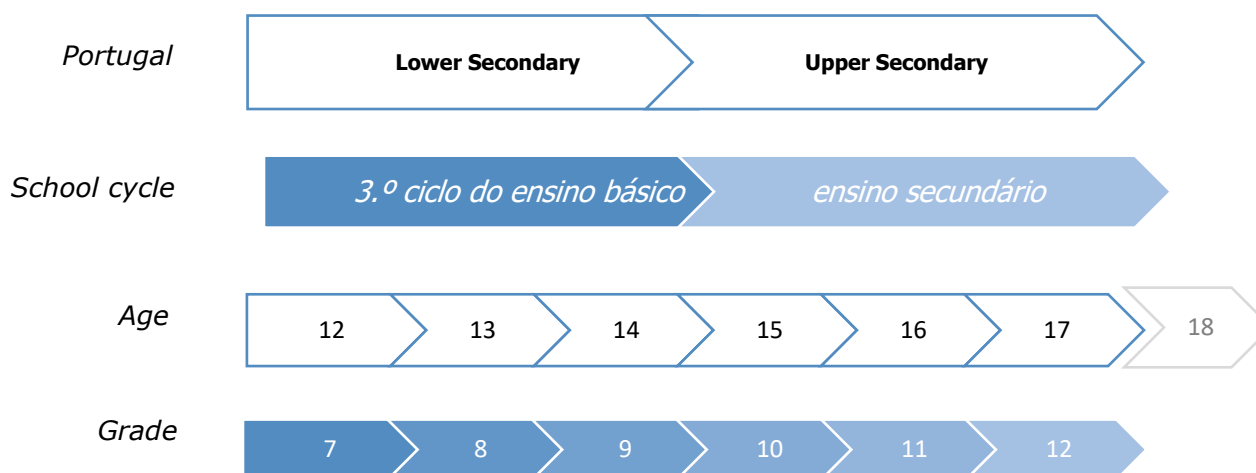 Portugal
Lower Secondary
Upper Secondary
School cycle
3.º ciclo do ensino básico
ensino secundário
Age
12
13
14
15
16
17
18
Grade
7
8
9
10
11
12